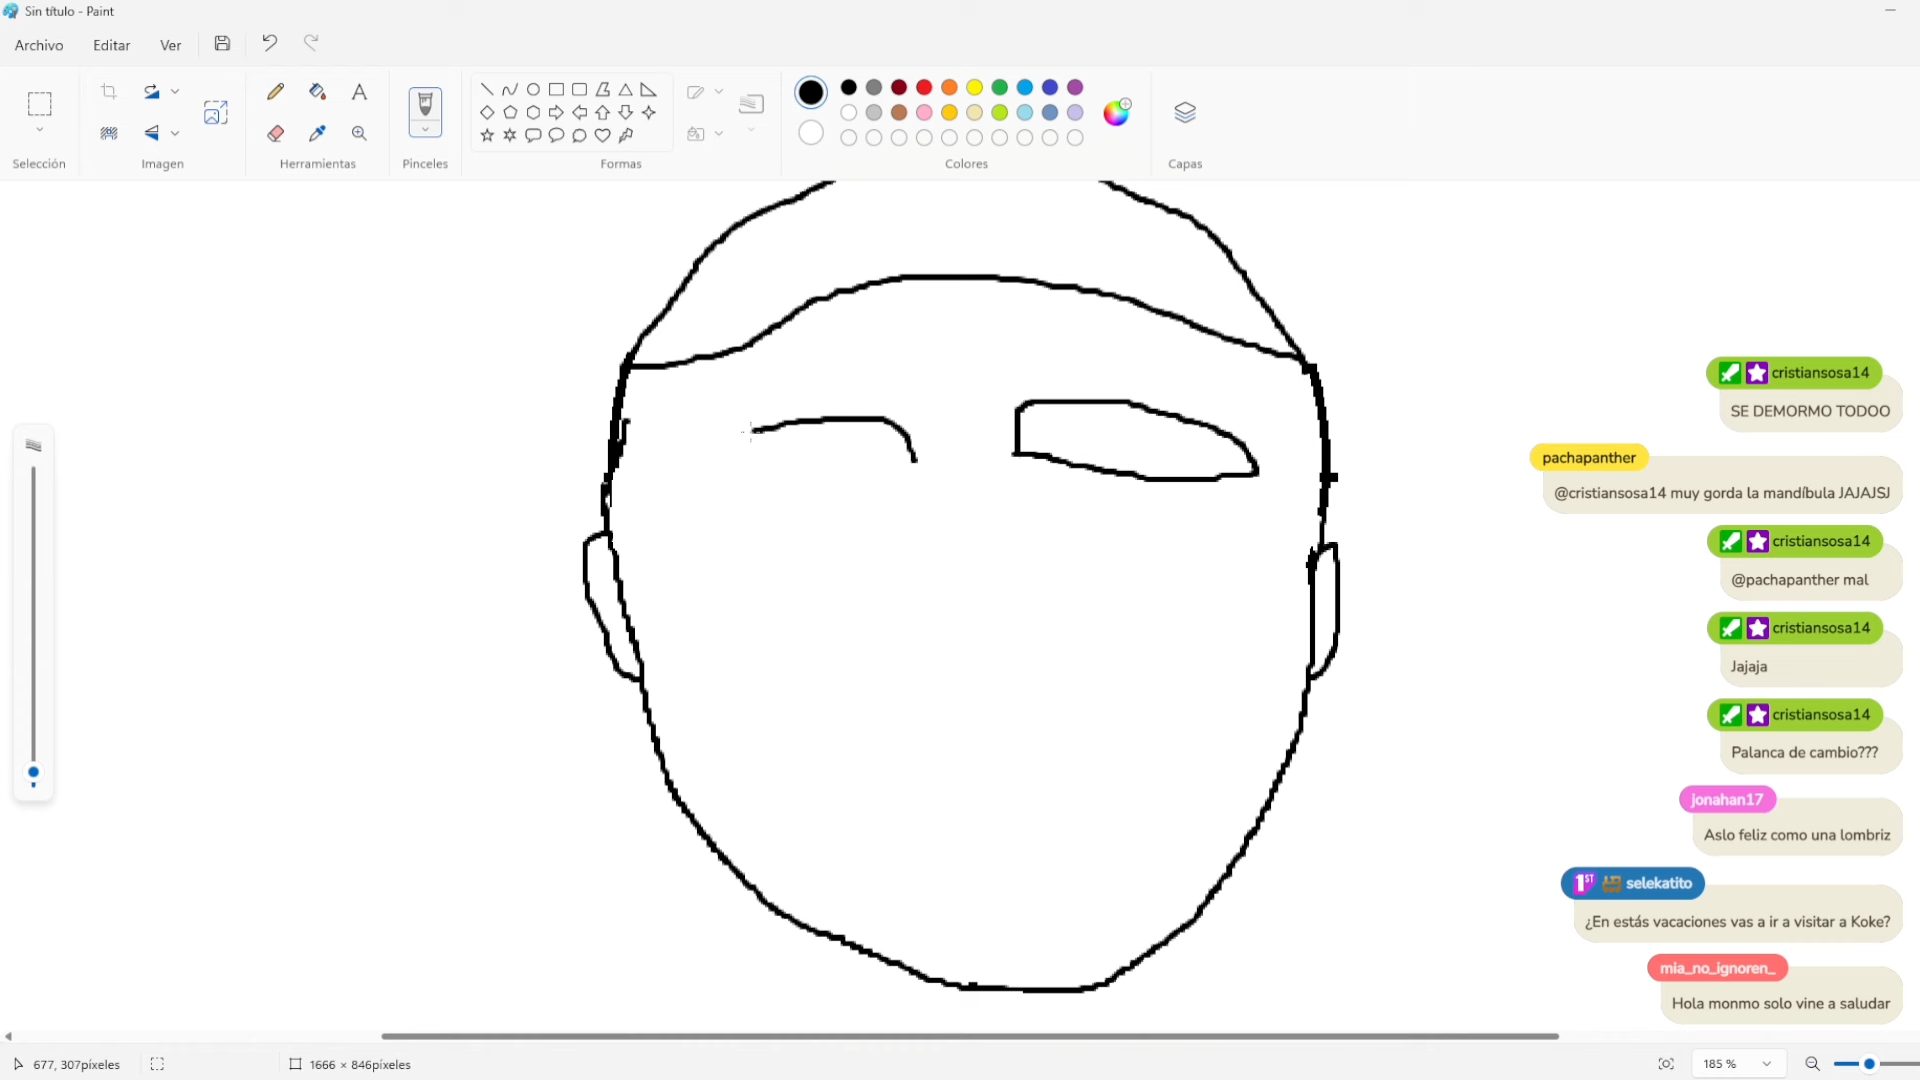 Sin título - Paint
Archivo
Editar
Ver
Selección
Imagen
Herramientas
Pinceles
Formas
Colores
Capas
cristiansosa14
SE DEMORMO TODOO
pachapanther
@cristiansosa14 muy gorda la mandíbula JAJAJSJ
cristiansosa14
@pachapanther mal
cristiansosa14
Jajaja
cristiansosa14
Palanca de cambio???
jonahan17
Aslo feliz como una lombriz
1ST selekatito
¿En estás vacaciones vas a ir a visitar a Koke?
mia_no_ignoren_
Hola monmo solo vine a saludar
677, 307píxeles
1666 × 846píxeles
185 %